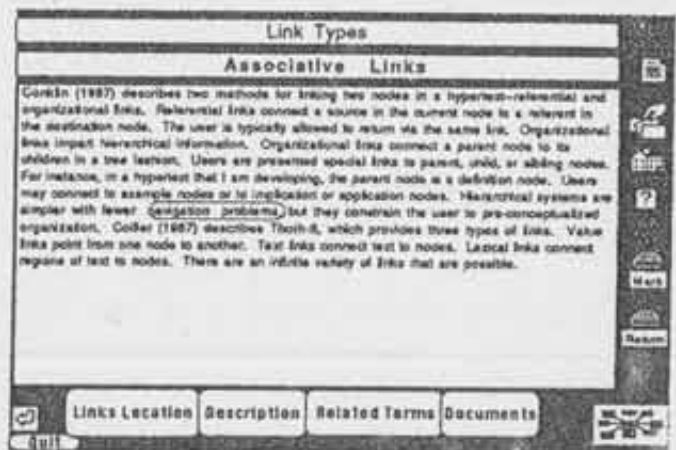 Link Types
Associative Links
Conklin (1987) describes two methods for linking two nodes in a hypertext-referential and
organizational links. Referential links connect a source in the current node to a referent in
the destination node. The user is typically allowed to return via the same link. Organizational
links impart hierarchical information. Organizational links connect a parent node to its
children in a tree fashion. Users are presented special links to parent, child, or sibling nodes.
For instance, in a hypertext that I am developing, the parent node is a definition node. Users
may connect to example nodes or to implication or application nodes. Hierarchical systems are
simpler with fewer navigation problems, but they constrain the user to pre-conceptualized
organization. Collier (1987) describes Thoth-II, which provides three types of links. Value
links point from one node to another. Text links connect text to nodes. Lexical links connect
regions of text to nodes. There are an infinite variety of links that are possible.
?
Mark
Return
Links Location
Description
Related Terms
Documents
Quit